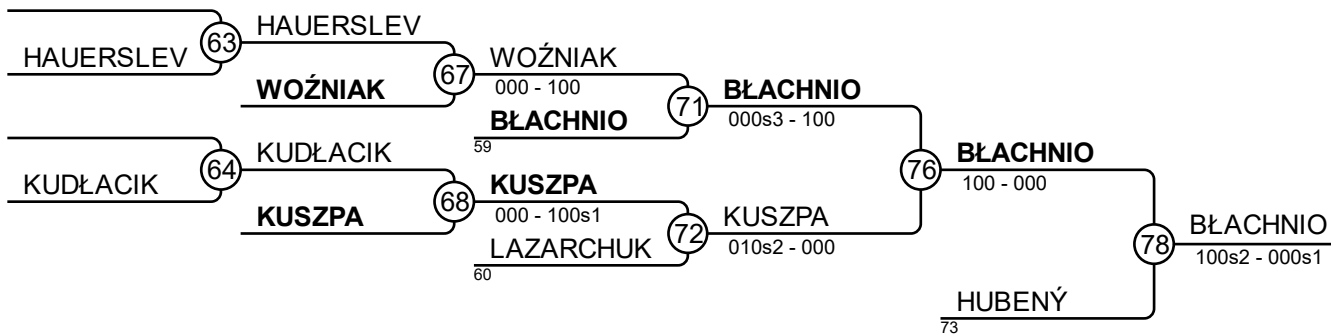 63
HAUERSLEV
HAUERSLEV
WOŹNIAK
67
WOŹNIAK
000 - 100
BŁACHNIO
59
71
BŁACHNIO
000s3 - 100
64
KUDŁACIK
KUDŁACIK
KUSZPA
68
KUSZPA
000 - 100s1
LAZARCHUK
60
72
KUSZPA
010s2 - 000
76
BŁACHNIO
100 - 000
HUBENÝ
73
78
BŁACHNIO
100s2 - 000s1